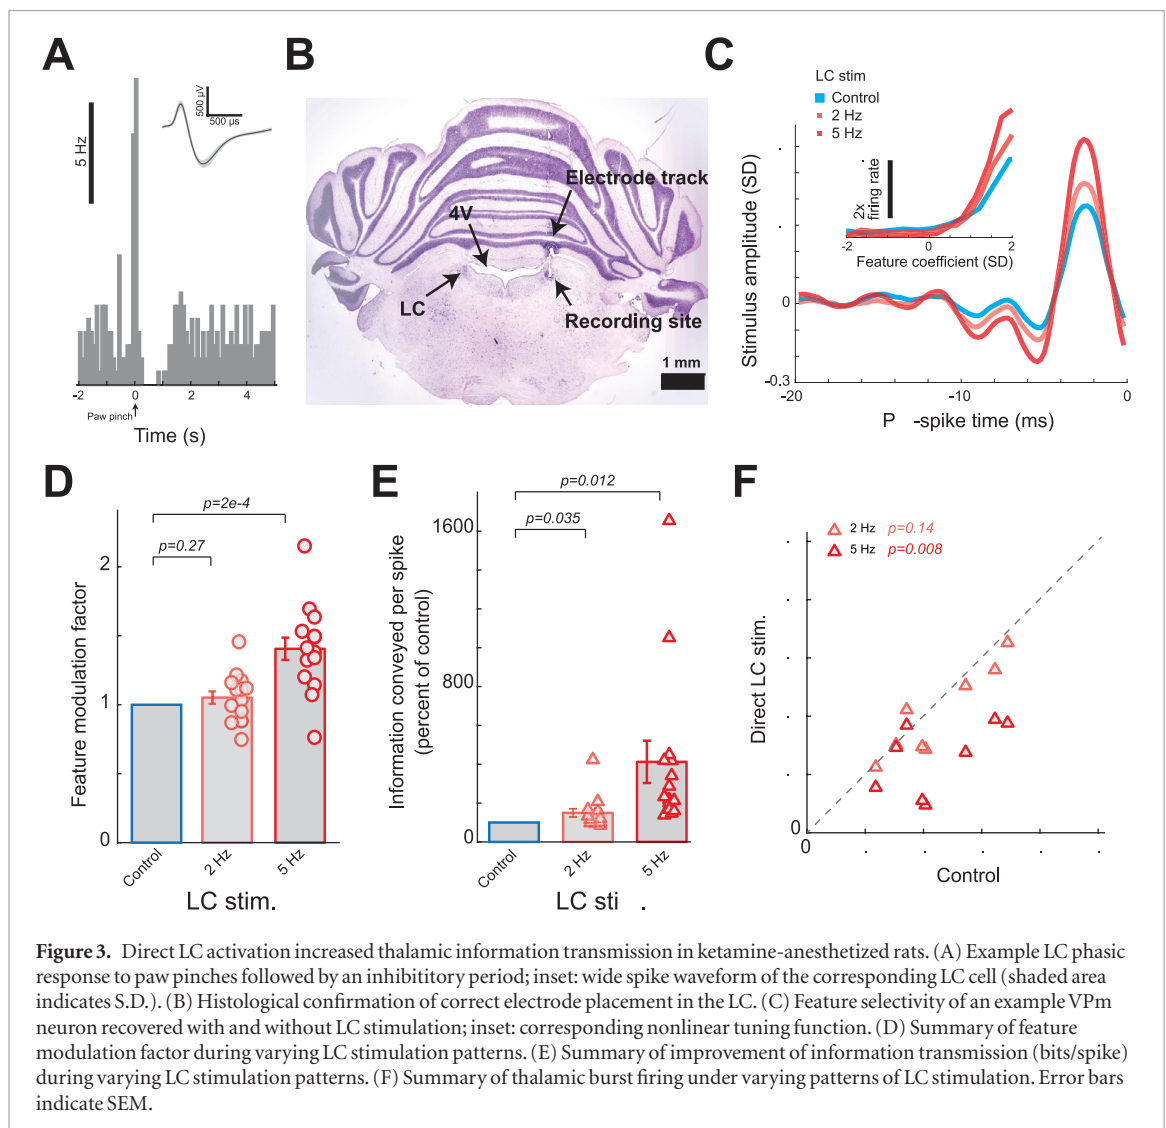 A
5 Hz
500 μV
500 μs
-2
0
2
4
Paw pinch
Time (s)
B
Electrode track
4V
LC
Recording site
1 mm
C
LC stim
Control
2 Hz
5 Hz
Stimulus amplitude (SD)
2x
firing rate
-2
0
2
Feature coefficient (SD)
0
-0.3
-20
-10
0
P -spike time (ms)
D
p=2e-4
p=0.27
Feature modulation factor
2
1
0
Control
2 Hz
5 Hz
LC stim.
E
p=0.012
p=0.035
Information conveyed per spike
(percent of control)
1600
800
0
Control
2 Hz
5 Hz
LC sti .
F
2 Hz p=0.14
5 Hz p=0.008
Direct LC stim.
0
0
Control
Figure 3. Direct LC activation increased thalamic information transmission in ketamine-anesthetized rats. (A) Example LC phasic
response to paw pinches followed by an inhibititory period; inset: wide spike waveform of the corresponding LC cell (shaded area
indicates S.D.). (B) Histological confirmation of correct electrode placement in the LC. (C) Feature selectivity of an example VPm
neuron recovered with and without LC stimulation; inset: corresponding nonlinear tuning function. (D) Summary of feature
modulation factor during varying LC stimulation patterns. (E) Summary of improvement of information transmission (bits/spike)
during varying LC stimulation patterns. (F) Summary of thalamic burst firing under varying patterns of LC stimulation. Error bars
indicate SEM.